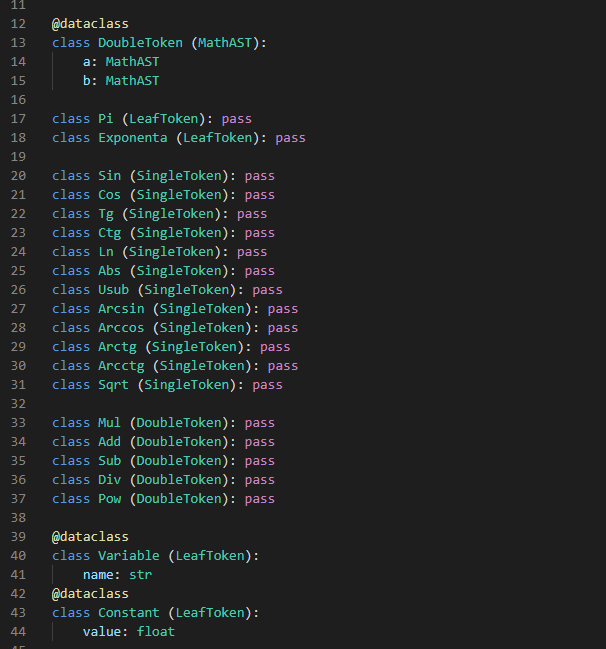 11
12 @dataclass
13 class DoubleToken (MathAST):
14     a: MathAST
15     b: MathAST
16
17 class Pi (LeafToken): pass
18 class Exponenta (LeafToken): pass
19
20 class Sin (SingleToken): pass
21 class Cos (SingleToken): pass
22 class Tg (SingleToken): pass
23 class Ctg (SingleToken): pass
24 class Ln (SingleToken): pass
25 class Abs (SingleToken): pass
26 class Usub (SingleToken): pass
27 class Arcsin (SingleToken): pass
28 class Arccos (SingleToken): pass
29 class Arctg (SingleToken): pass
30 class Arcctg (SingleToken): pass
31 class Sqrt (SingleToken): pass
32
33 class Mul (DoubleToken): pass
34 class Add (DoubleToken): pass
35 class Sub (DoubleToken): pass
36 class Div (DoubleToken): pass
37 class Pow (DoubleToken): pass
38
39 @dataclass
40 class Variable (LeafToken):
41     name: str
42 @dataclass
43 class Constant (LeafToken):
44     value: float